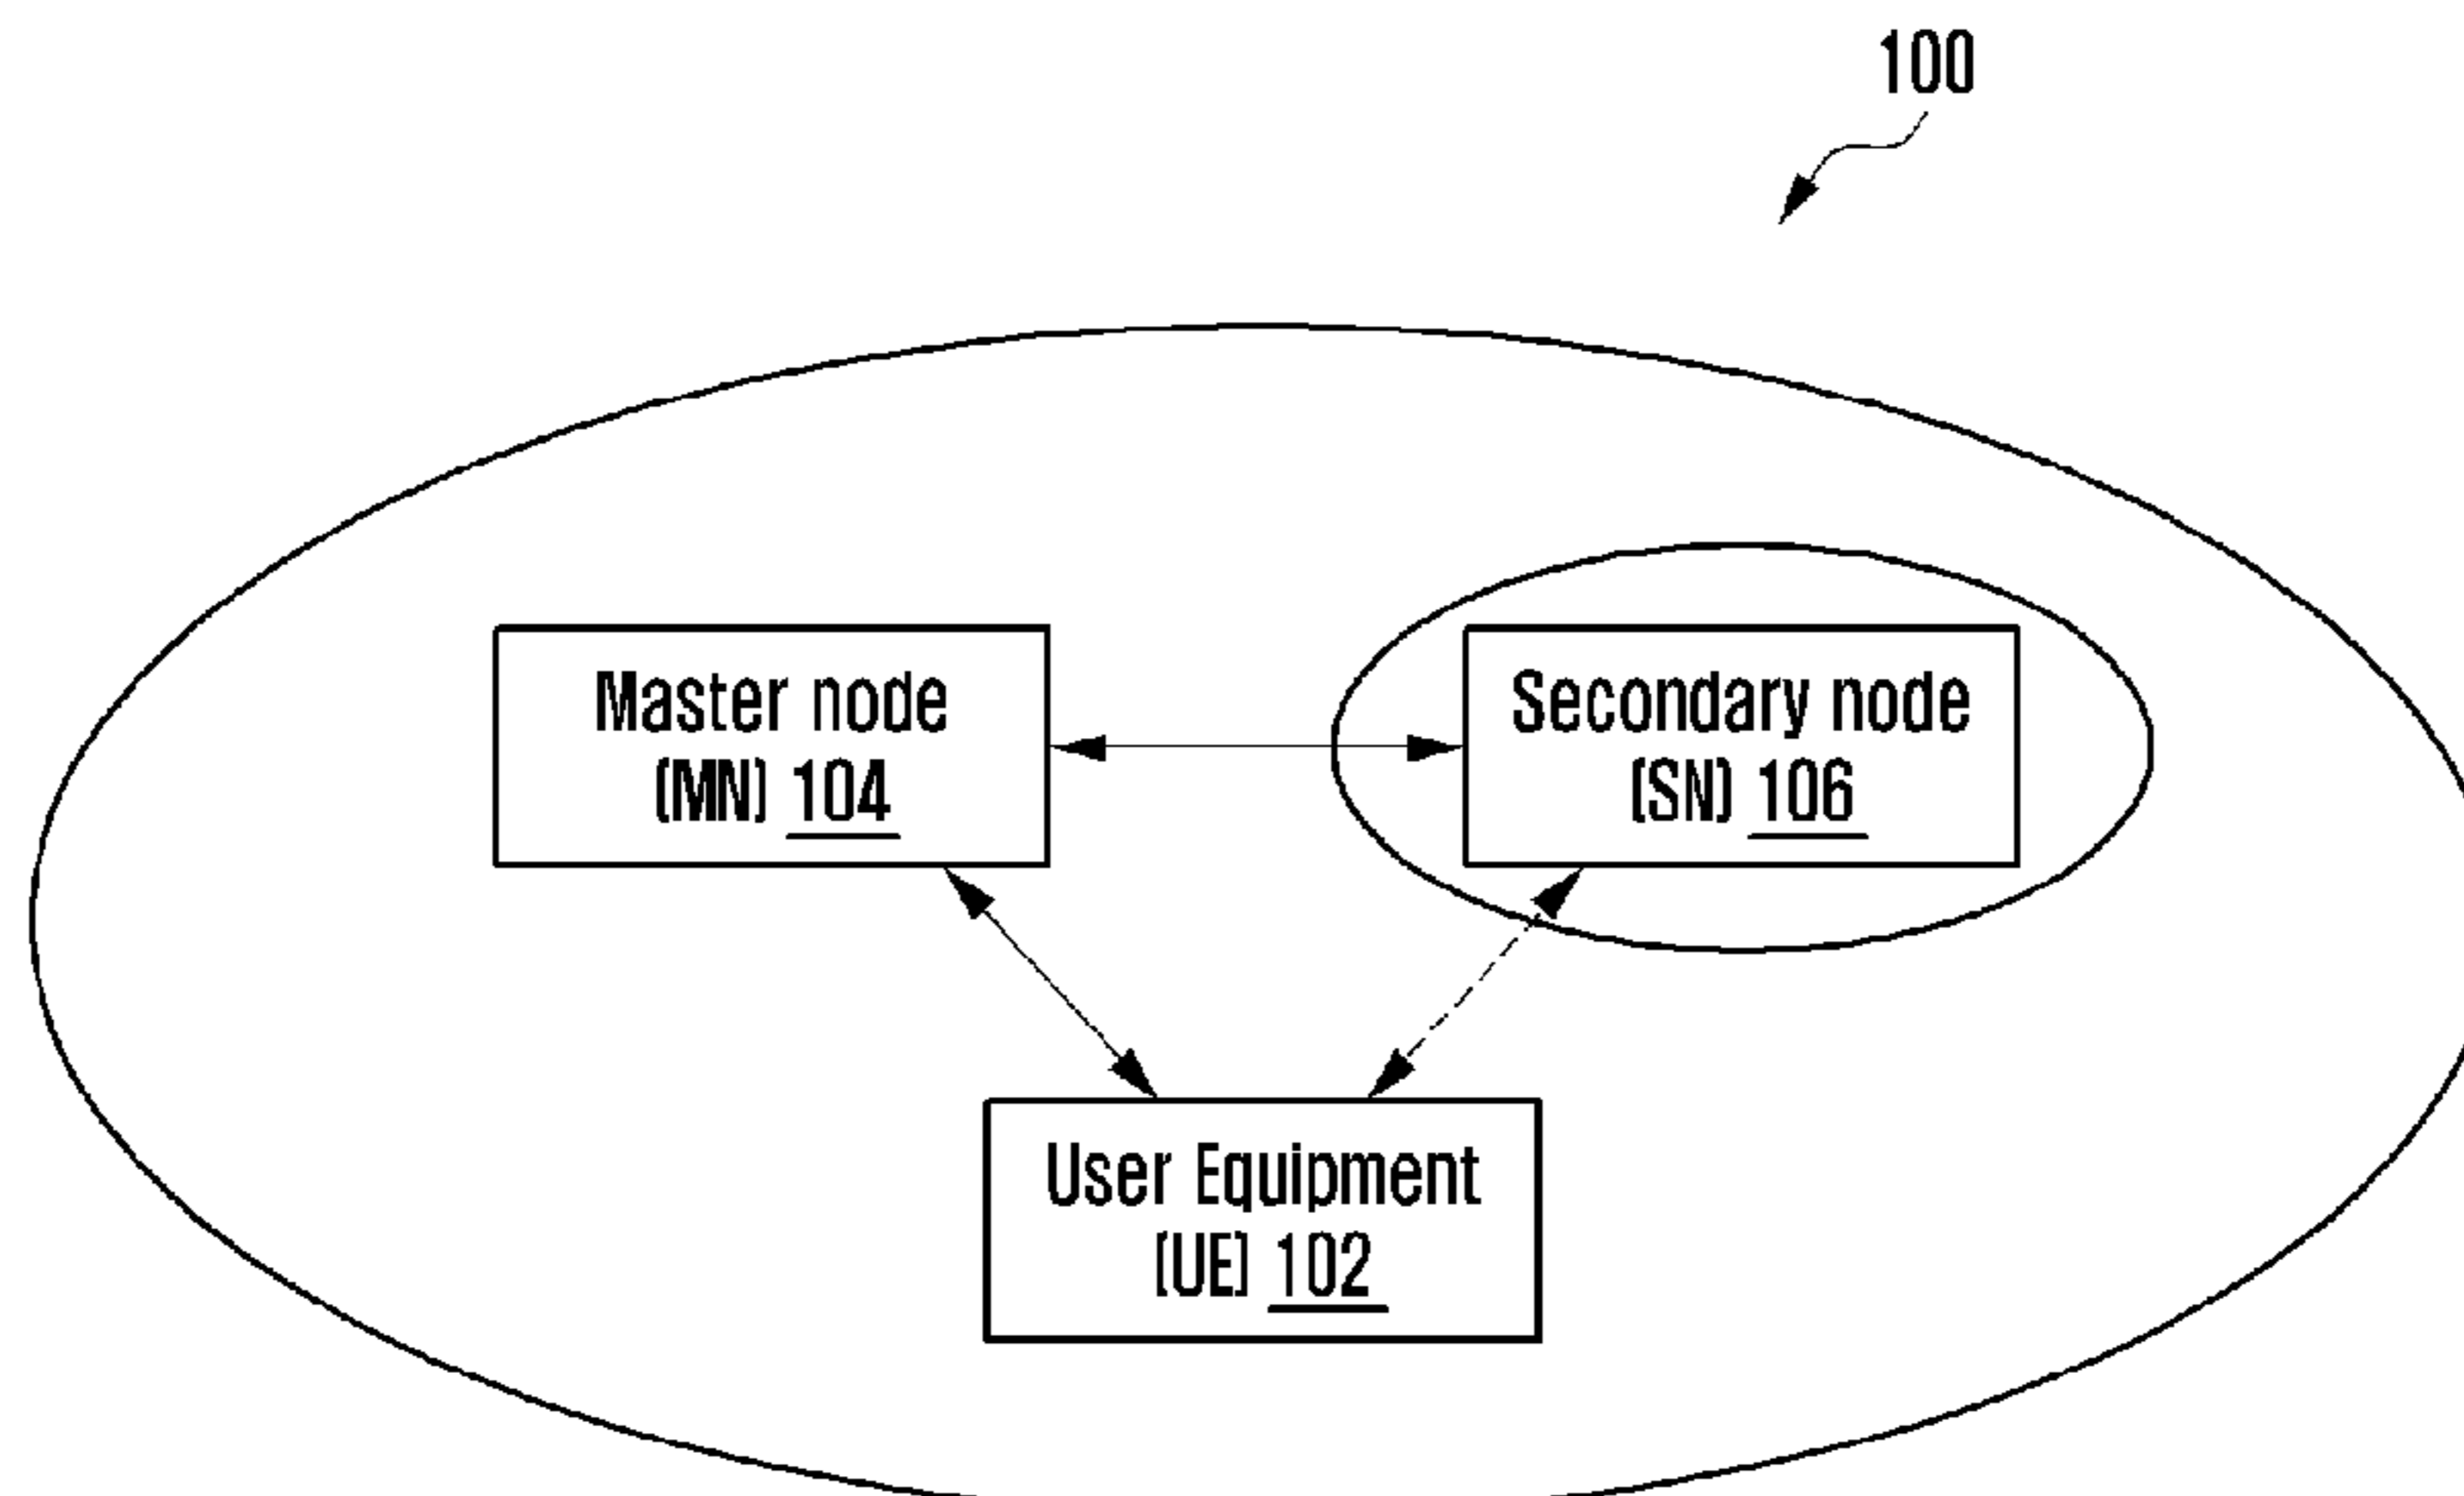 100
Master node
(MN) 104
Secondary node
(SN) 106
User Equipment
(UE) 102